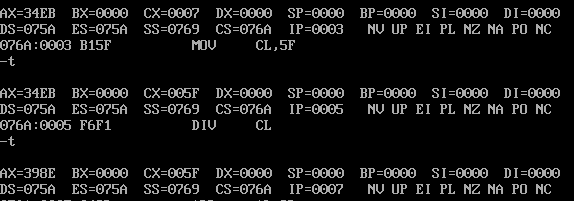 AX=34EB BX=0000 CX=0007 DX=0000 SP=0000 BP=0000 SI=0000 DI=0000
DS=075A ES=075A SS=0769 CS=076A IP=0003 NV UP EI PL NZ NA PO NC
076A:0003 B15F MOV CL,5F
-t
AX=34EB BX=0000 CX=005F DX=0000 SP=0000 BP=0000 SI=0000 DI=0000
DS=075A ES=075A SS=0769 CS=076A IP=0005 NV UP EI PL NZ NA PO NC
076A:0005 F6F1 DIV CL
-t
AX=398E BX=0000 CX=005F DX=0000 SP=0000 BP=0000 SI=0000 DI=0000
DS=075A ES=075A SS=0769 CS=076A IP=0007 NV UP EI PL NZ NA PO NC